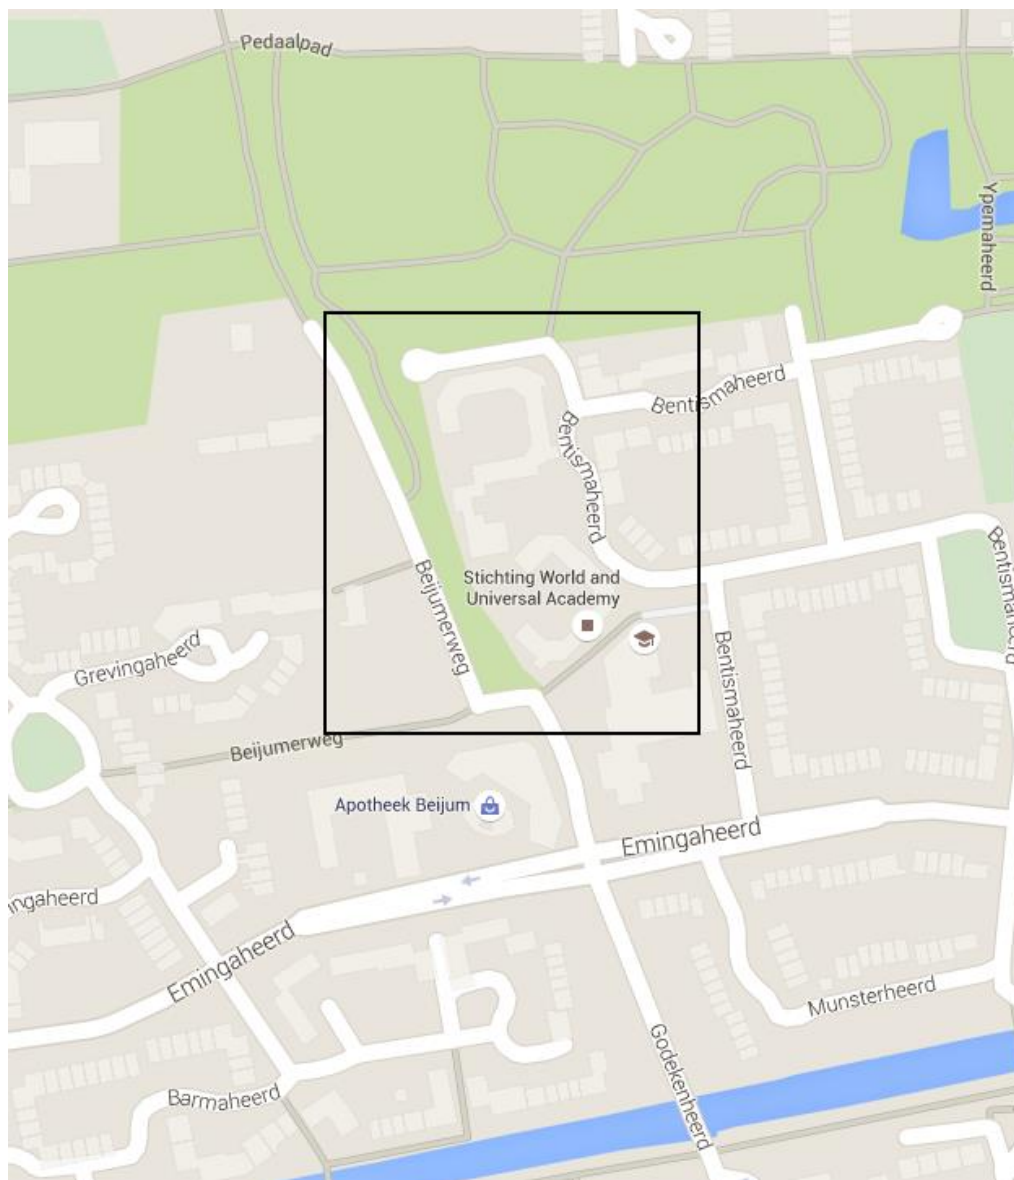 Pedaalpad
Ypemaheerd
Bentismaheerd
Bentismaheerd
Bentismaheerd
Beijumerweg
Stichting World and
Universal Academy
Bentismaheerd
Grevingaheerd
Beijumerweg
Apotheek Beijum
Emingaheerd
ingaheerd
Emingaheerd
Munsterheerd
Godekenheerd
Barmaheerd